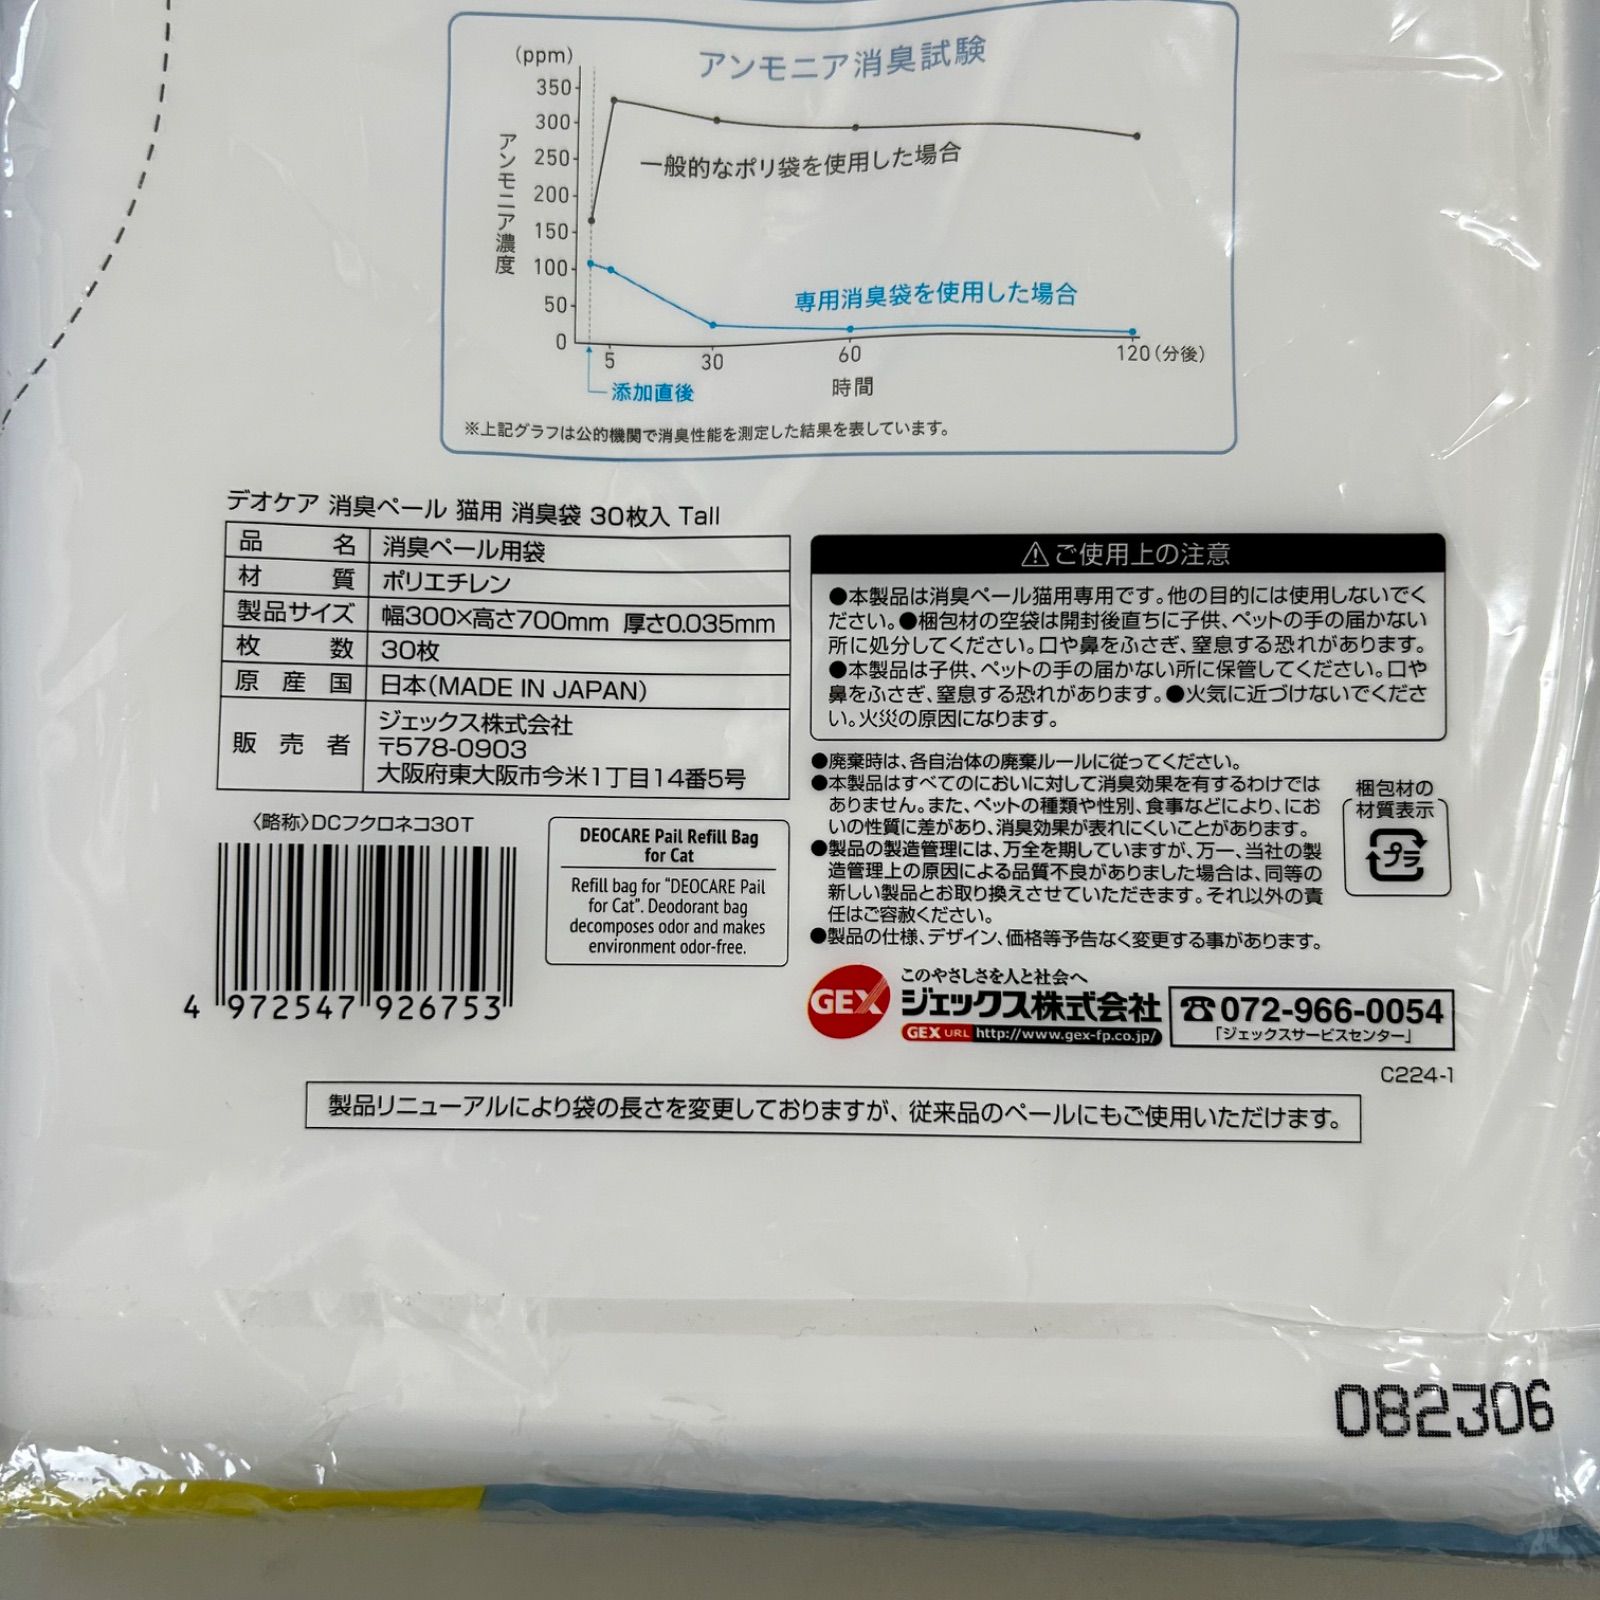 (ppm)
アンモニア消臭試験
350
300
250
200
150
100
50
0
アンモニア濃度
一般的なポリ袋を使用した場合
専用消臭袋を使用した場合
5
30
60
120(分後)
添加直後
時間
※上記グラフは公的機関で消臭性能を測定した結果を表しています。
デオケア 消臭ペール 猫用 消臭袋 30枚入 Tall
品名 消臭ペール用袋
材質 ポリエチレン
製品サイズ 幅300×高さ700mm 厚さ0.035mm
枚数 30枚
原産国 日本(MADE IN JAPAN)
販売者 ジェックス株式会社
〒578-0903
大阪府東大阪市今米1丁目14番5号
〈略称〉DCフクロネコ30T
4 972547 926753
DEOCARE Pail Refill Bag
for Cat
Refill bag for "DEOCARE Pail
for Cat". Deodorant bag
decomposes odor and makes
environment odor-free.
⚠ご使用上の注意
●本製品は消臭ペール猫用専用です。他の目的には使用しないでく
ださい。●梱包材の空袋は開封後直ちに子供、ペットの手の届かない
所に処分してください。口や鼻をふさぎ、窒息する恐れがあります。
●本製品は子供、ペットの手の届かない所に保管してください。口や
鼻をふさぎ、窒息する恐れがあります。●火気に近づけないでくださ
い。火災の原因になります。
●廃棄時は、各自治体の廃棄ルールに従ってください。
●本製品はすべてのにおいに対して消臭効果を有するわけでは
ありません。また、ペットの種類や性別、食事などにより、にお
いの性質に差があり、消臭効果が表れにくいことがあります。
●製品の製造管理には、万全を期していますが、万一、当社の製
造管理上の原因による品質不良がありました場合は、同等の
新しい製品とお取り換えさせていただきます。それ以外の責
任はご容赦ください。
●製品の仕様、デザイン、価格等予告なく変更する事があります。
梱包材の
材質表示
プラ
GEX
このやさしさを人と社会へ
ジェックス株式会社
GEX URL http://www.gex-fp.co.jp/
☎072-966-0054
「ジェックスサービスセンター」
C224-1
製品リニューアルにより袋の長さを変更しておりますが、従来品のペールにもご使用いただけます。
082306